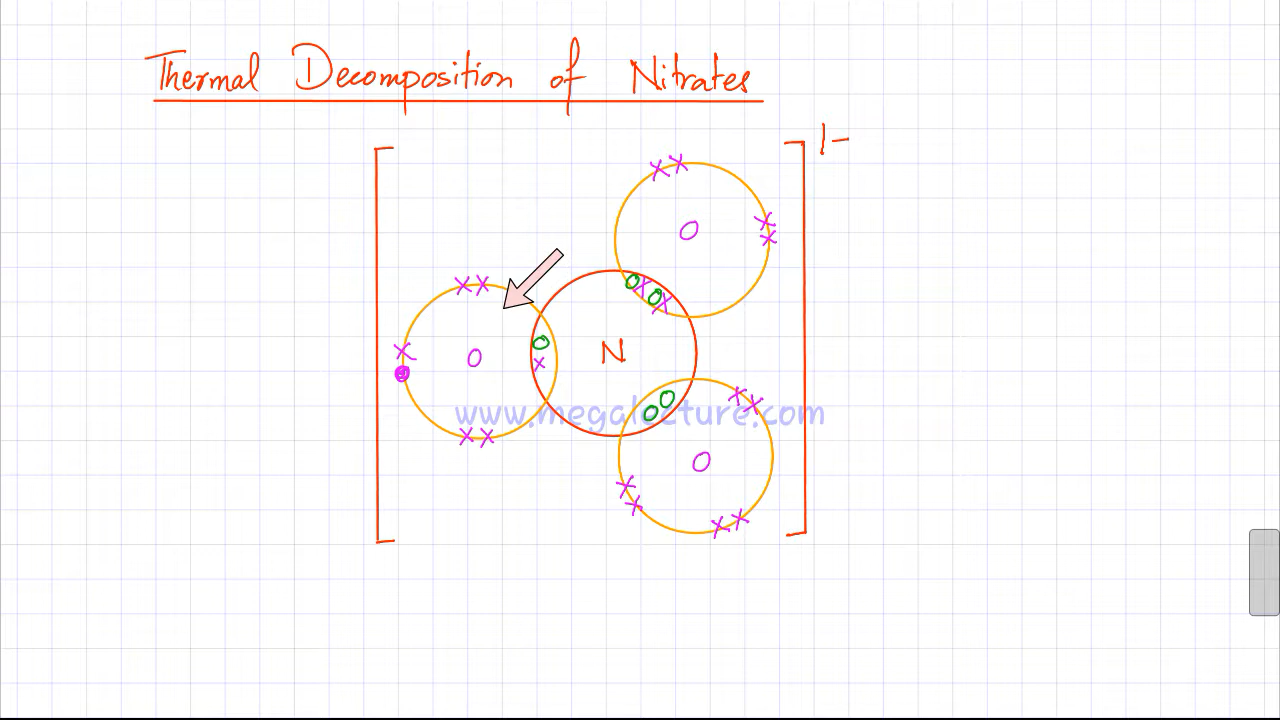 Thermal Decomposition of Nitrates
1-
O
O
N
www.megalecture.com
O